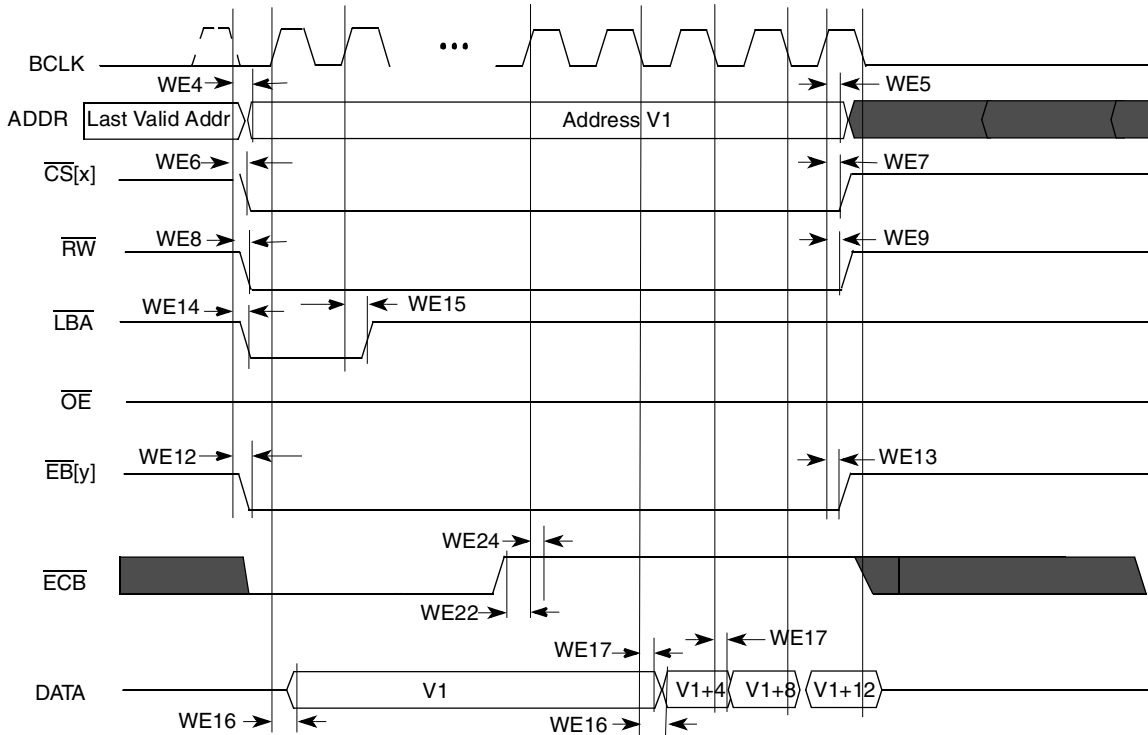 BCLK
...
WE4
WE5
ADDR
Last Valid Addr
Address V1
CS[x]
WE6
WE7
RW
WE8
WE9
LBA
WE14
WE15
OE
EB[y]
WE12
WE13
ECB
WE24
WE22
WE17
WE17
DATA
V1
V1+4
V1+8
V1+12
WE16
WE16